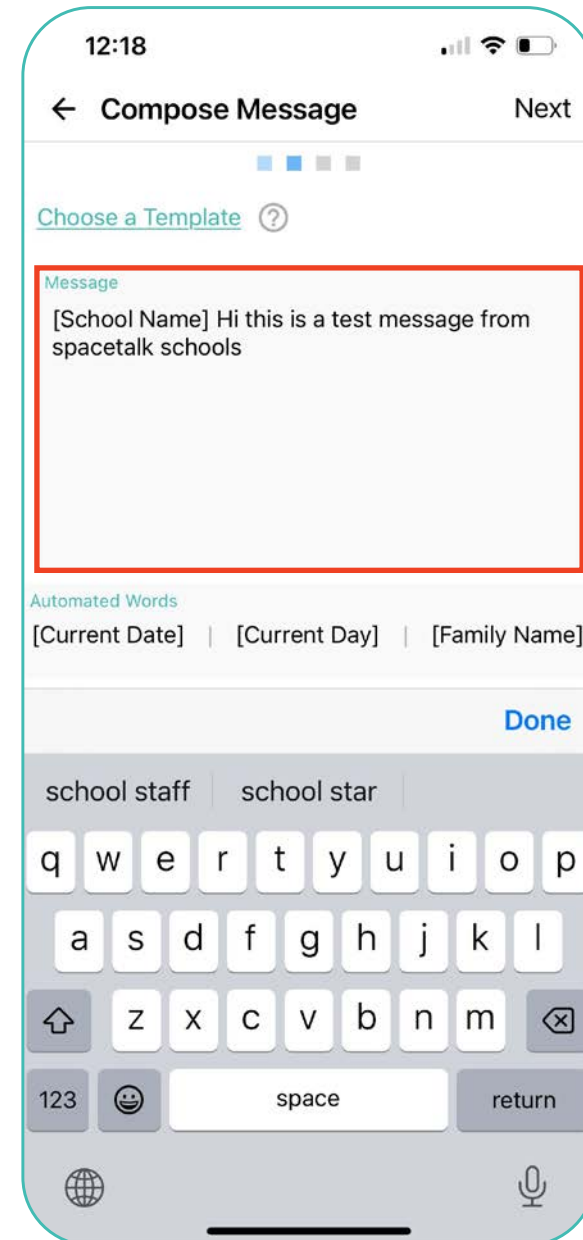 12:18
← Compose Message Next
Choose a Template ?
Message
[School Name] Hi this is a test message from
spacetalk schools
Automated Words
[Current Date] | [Current Day] | [Family Name]
Done
school staff school star
q w e r t y u i o p
a s d f g h j k l
z x c v b n m
123 space return